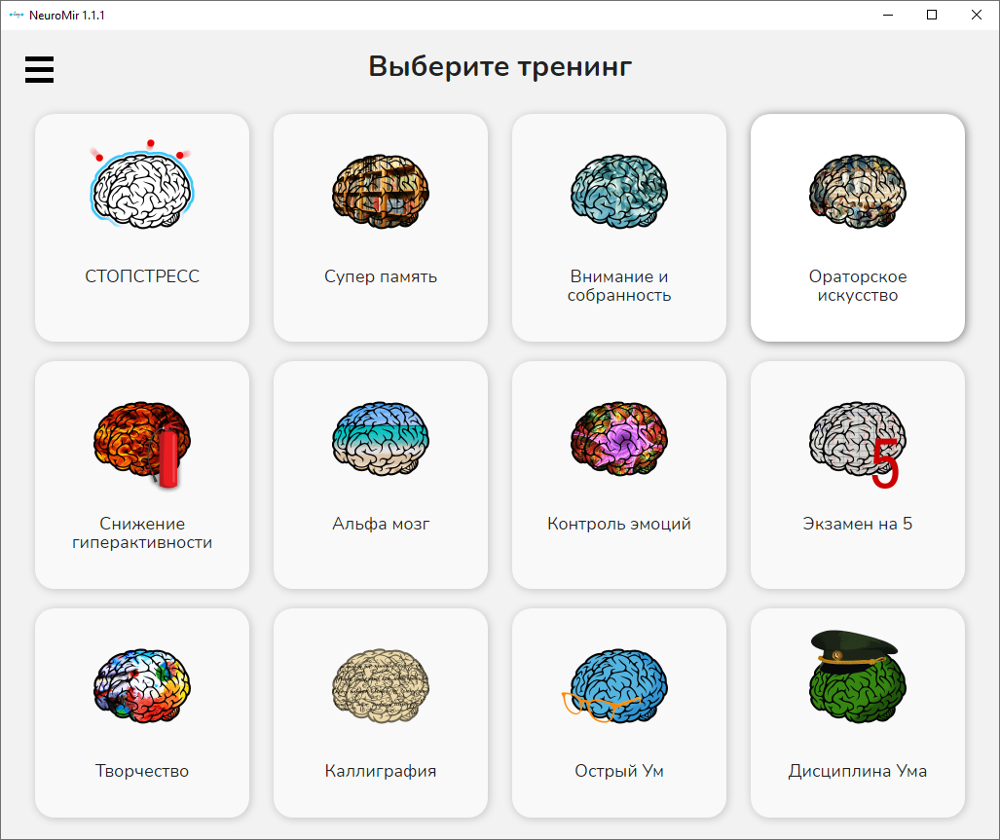 NeuroMir 1.1.1
Выберите тренинг
СТОПСТРЕСС
Супер память
Внимание и
собранность
Ораторское
искусство
Снижение
гиперактивности
Альфа мозг
Контроль эмоций
5
Экзамен на 5
Творчество
Каллиграфия
Острый Ум
Дисциплина Ума